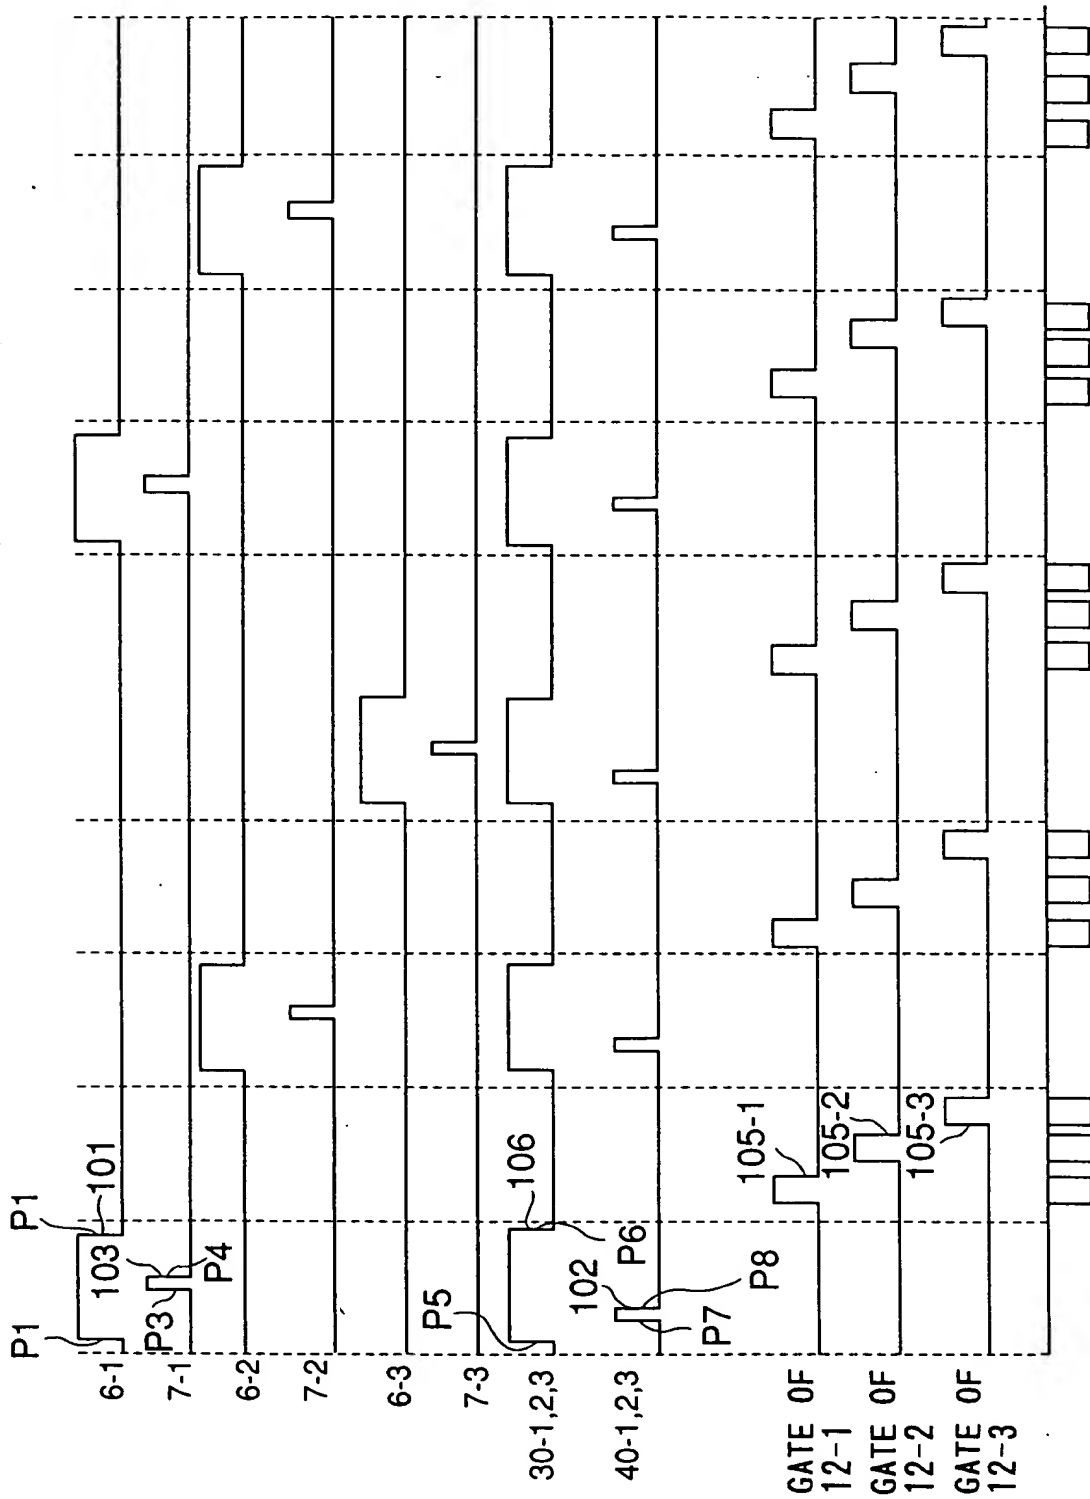 P1
P1
101
6-1
103
P3
P4
7-1
6-2
7-2
6-3
7-3
P5
106
P6
30-1,2,3
102
P7
P8
40-1,2,3
105-1
GATE OF
12-1
105-2
GATE OF
12-2
105-3
GATE OF
12-3